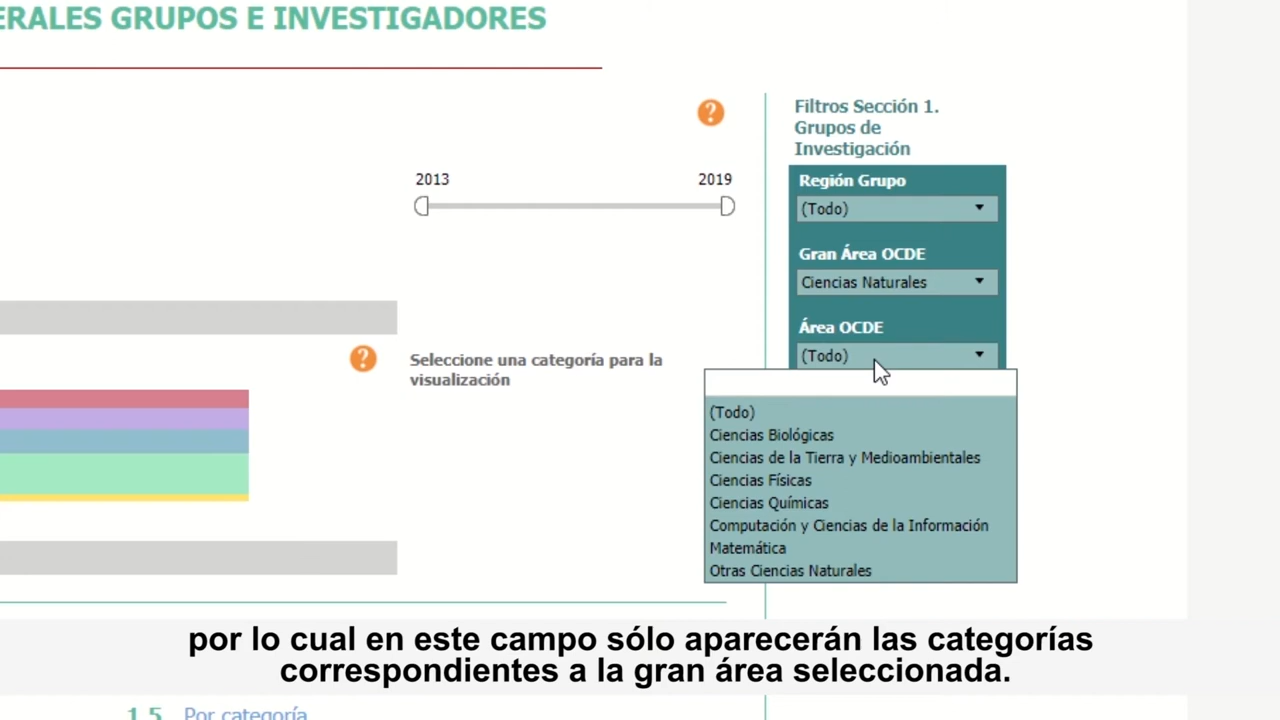 ERALES GRUPOS E INVESTIGADORES
Filtros Sección 1.
Grupos de
Investigación
2013
2019
Región Grupo
(Todo)
Gran Área OCDE
Ciencias Naturales
Área OCDE
(Todo)
Seleccione una categoría para la
visualización
(Todo)
Ciencias Biológicas
Ciencias de la Tierra y Medioambientales
Ciencias Físicas
Ciencias Químicas
Computación y Ciencias de la Información
Matemática
Otras Ciencias Naturales
por lo cual en este campo sólo aparecerán las categorías
correspondientes a la gran área seleccionada.
1.5 Por categoría